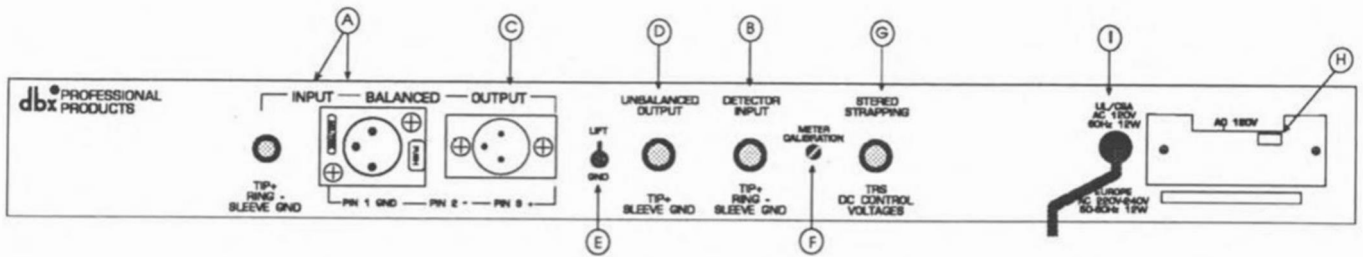 A
C
D
B
G
I
H
dbx PROFESSIONAL
PRODUCTS
INPUT BALANCED OUTPUT
UNBALANCED
OUTPUT
DETECTOR
INPUT
STEREO
STRAPPING
UL/CSA
AC 120V
60Hz 12W
AC 120V
LIFT
GND
METER
CALIBRATION
PUSH
TIP+
RING -
SLEEVE GND
PIN 1 GND PIN 2 - PIN 3 +
TIP+
SLEEVE GND
TIP+
RING -
SLEEVE GND
TRS
DC CONTROL
VOLTAGES
EUROPE
AC 220V-240V
50-60Hz 12W
E
F